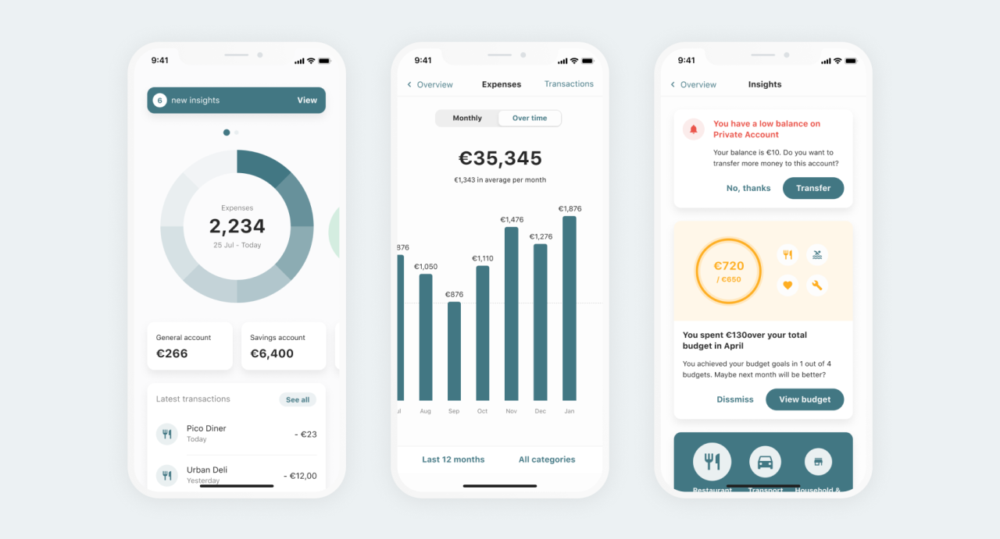 9:41
6 new insights View
Expenses
2,234
25 Jul - Today
General account
€266
Savings account
€6,400
Latest transactions See all
Pico Diner
Today
- €23
Urban Deli
Yesterday
- €12,00
9:41
Overview Expenses Transactions
Monthly Over time
€35,345
€1,343 in average per month
876
€1,050
€876
€1,110
€1,476
€1,276
€1,876
Aug Sep Oct Nov Dec Jan
Last 12 months All categories
9:41
Overview Insights
You have a low balance on
Private Account
Your balance is €10. Do you want to
transfer more money to this account?
No, thanks Transfer
€720
/ €650
You spent €130over your total
budget in April
You achieved your budget goals in 1 out of 4
budgets. Maybe next month will be better?
Dissmiss View budget
Restaurant Transport Household &